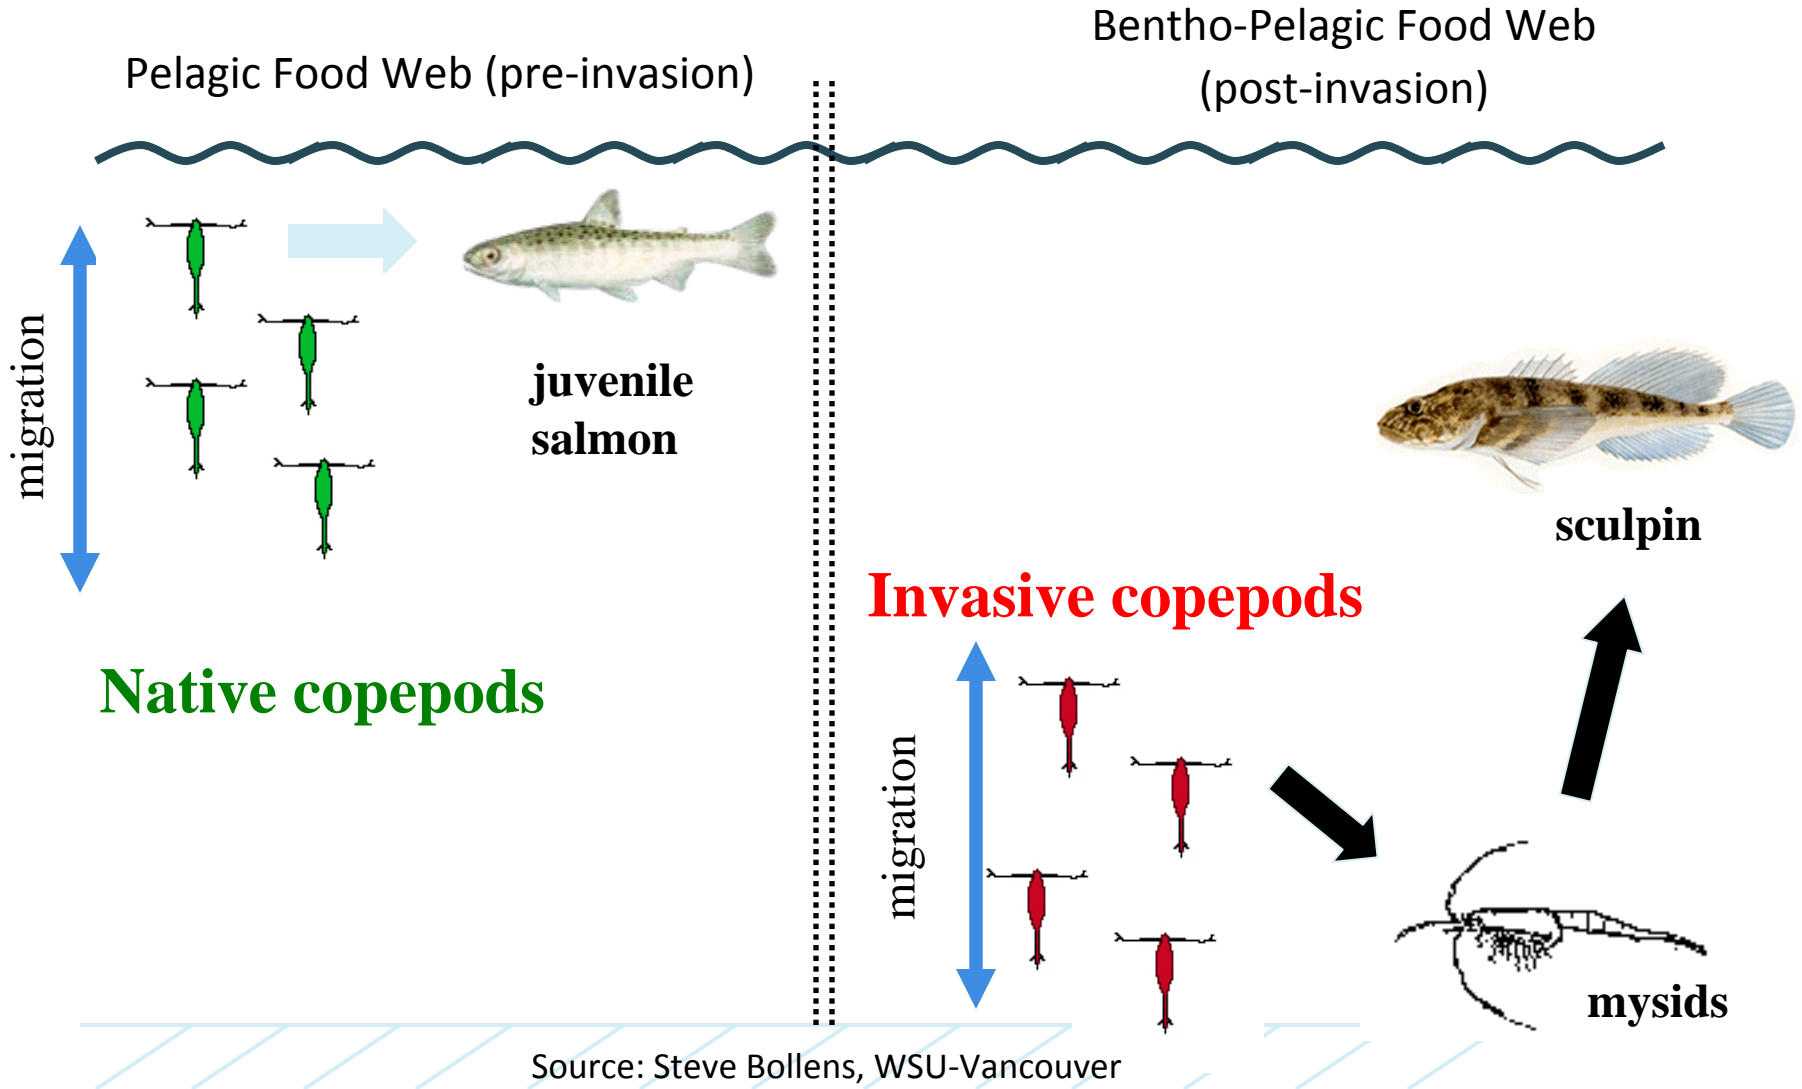 Pelagic Food Web (pre-invasion)
Bentho-Pelagic Food Web
(post-invasion)
migration
juvenile
salmon
Native copepods
sculpin
Invasive copepods
migration
mysids
Source: Steve Bollens, WSU-Vancouver